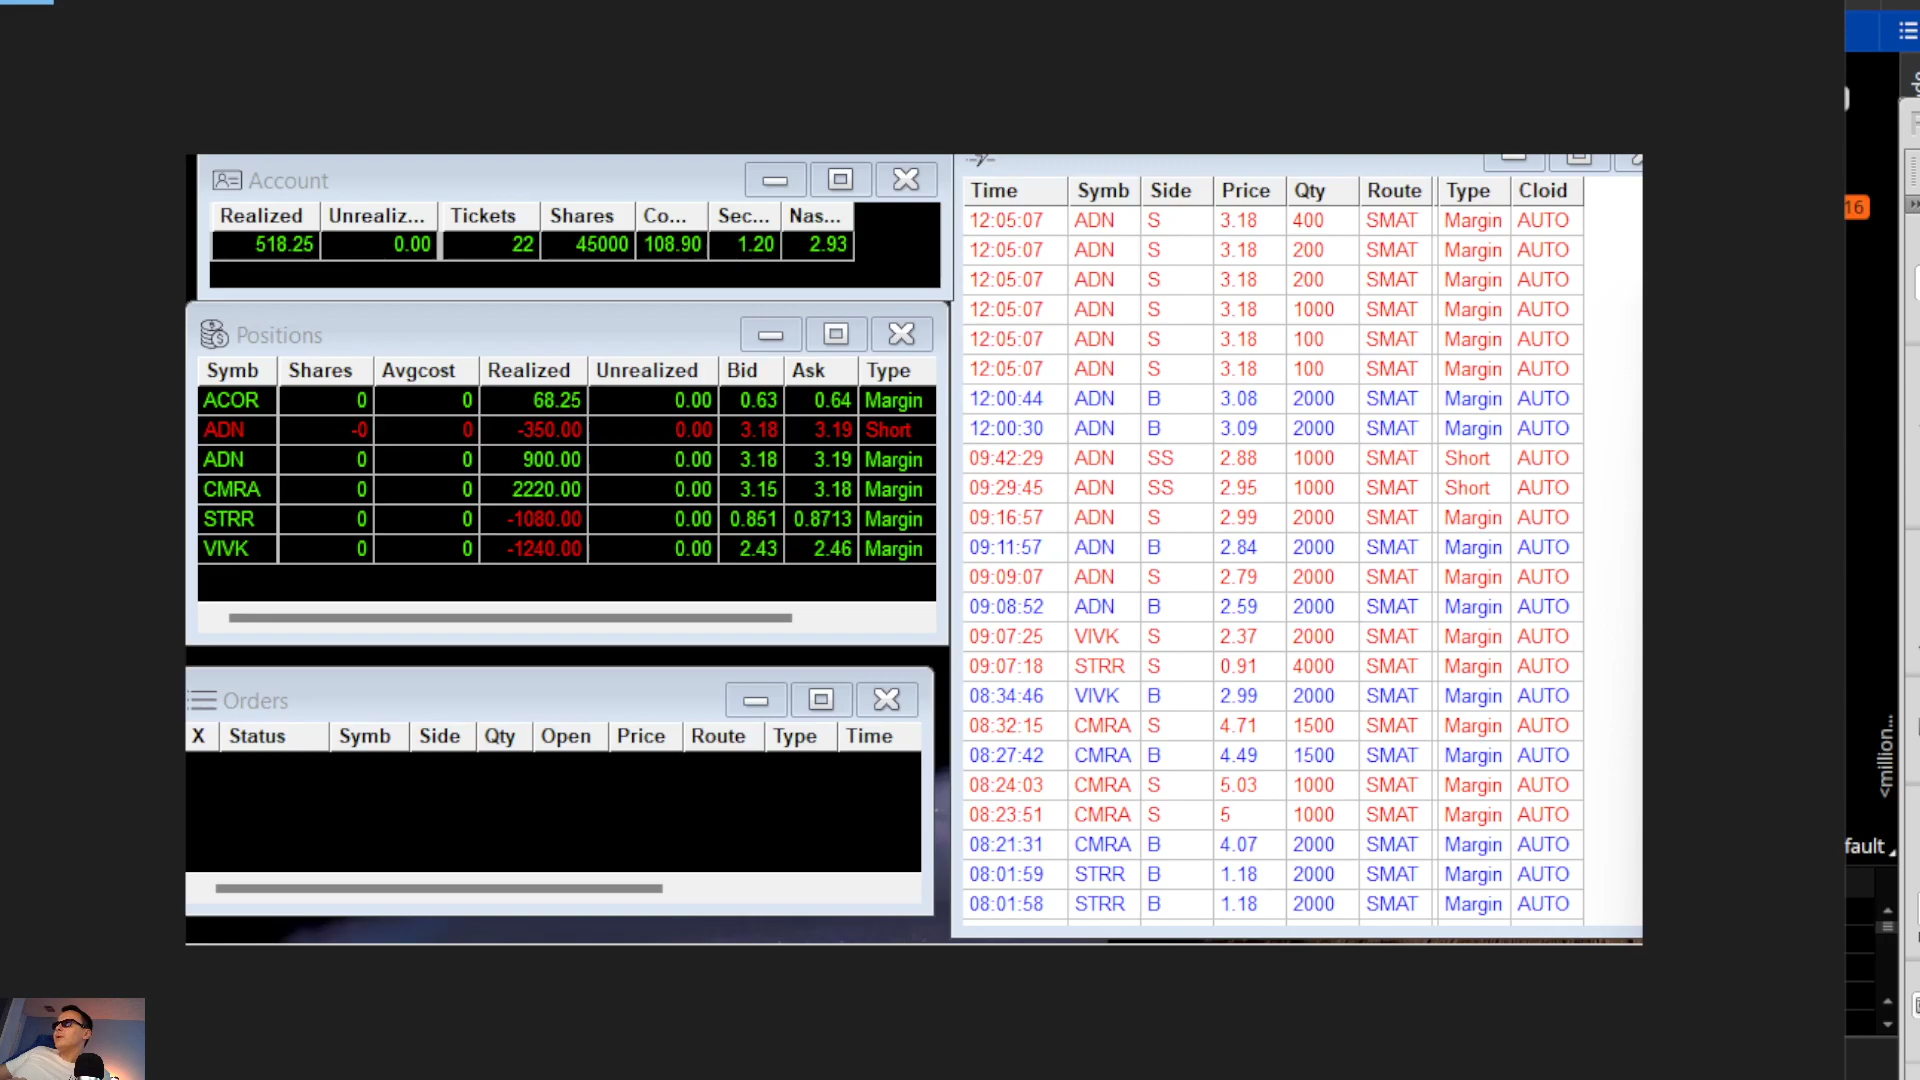 Account
Realized Unrealiz... Tickets Shares Co... Sec... Nas...
518.25 0.00 22 45000 108.90 1.20 2.93
Positions
Symb Shares Avgcost Realized Unrealized Bid Ask Type
ACOR 0 0 68.25 0.00 0.63 0.64 Margin
ADN -0 0 -350.00 0.00 3.18 3.19 Short
ADN 0 0 900.00 0.00 3.18 3.19 Margin
CMRA 0 0 2220.00 0.00 3.15 3.18 Margin
STRR 0 0 -1080.00 0.00 0.851 0.8713 Margin
VIVK 0 0 -1240.00 0.00 2.43 2.46 Margin
Orders
X Status Symb Side Qty Open Price Route Type Time
Time Symb Side Price Qty Route Type Cloid
12:05:07 ADN S 3.18 400 SMAT Margin AUTO
12:05:07 ADN S 3.18 200 SMAT Margin AUTO
12:05:07 ADN S 3.18 200 SMAT Margin AUTO
12:05:07 ADN S 3.18 1000 SMAT Margin AUTO
12:05:07 ADN S 3.18 100 SMAT Margin AUTO
12:05:07 ADN S 3.18 100 SMAT Margin AUTO
12:00:44 ADN B 3.08 2000 SMAT Margin AUTO
12:00:30 ADN B 3.09 2000 SMAT Margin AUTO
09:42:29 ADN SS 2.88 1000 SMAT Short AUTO
09:29:45 ADN SS 2.95 1000 SMAT Short AUTO
09:16:57 ADN S 2.99 2000 SMAT Margin AUTO
09:11:57 ADN B 2.84 2000 SMAT Margin AUTO
09:09:07 ADN S 2.79 2000 SMAT Margin AUTO
09:08:52 ADN B 2.59 2000 SMAT Margin AUTO
09:07:25 VIVK S 2.37 2000 SMAT Margin AUTO
09:07:18 STRR S 0.91 4000 SMAT Margin AUTO
08:34:46 VIVK B 2.99 2000 SMAT Margin AUTO
08:32:15 CMRA S 4.71 1500 SMAT Margin AUTO
08:27:42 CMRA B 4.49 1500 SMAT Margin AUTO
08:24:03 CMRA S 5.03 1000 SMAT Margin AUTO
08:23:51 CMRA S 5 1000 SMAT Margin AUTO
08:21:31 CMRA B 4.07 2000 SMAT Margin AUTO
08:01:59 STRR B 1.18 2000 SMAT Margin AUTO
08:01:58 STRR B 1.18 2000 SMAT Margin AUTO
16
<million...
fault